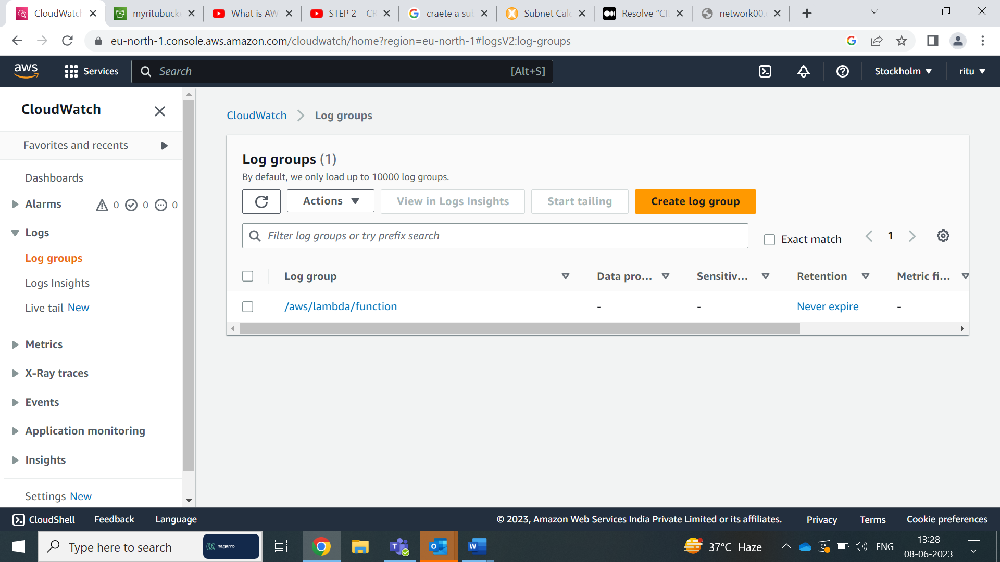 CloudWatch
myritubucke
What is AW
STEP 2 – CR
craete a sub
Subnet Calc
Resolve “CI
network00.
eu-north-1.console.aws.amazon.com/cloudwatch/home?region=eu-north-1#logsV2:log-groups
aws
Services
Search
[Alt+S]
Stockholm
ritu
CloudWatch
Favorites and recents
Dashboards
Alarms 0 0 0
Logs
Log groups
Logs Insights
Live tail New
Metrics
X-Ray traces
Events
Application monitoring
Insights
Settings New
CloudWatch
Log groups
Log groups (1)
By default, we only load up to 10000 log groups.
Actions
View in Logs Insights
Start tailing
Create log group
Filter log groups or try prefix search
Exact match
1
Log group
Data pro...
Sensitiv...
Retention
Metric fi...
/aws/lambda/function
-
-
Never expire
-
CloudShell
Feedback
Language
© 2023, Amazon Web Services India Private Limited or its affiliates.
Privacy
Terms
Cookie preferences
Type here to search
nagarro
37°C Haze
ENG
13:28
08-06-2023